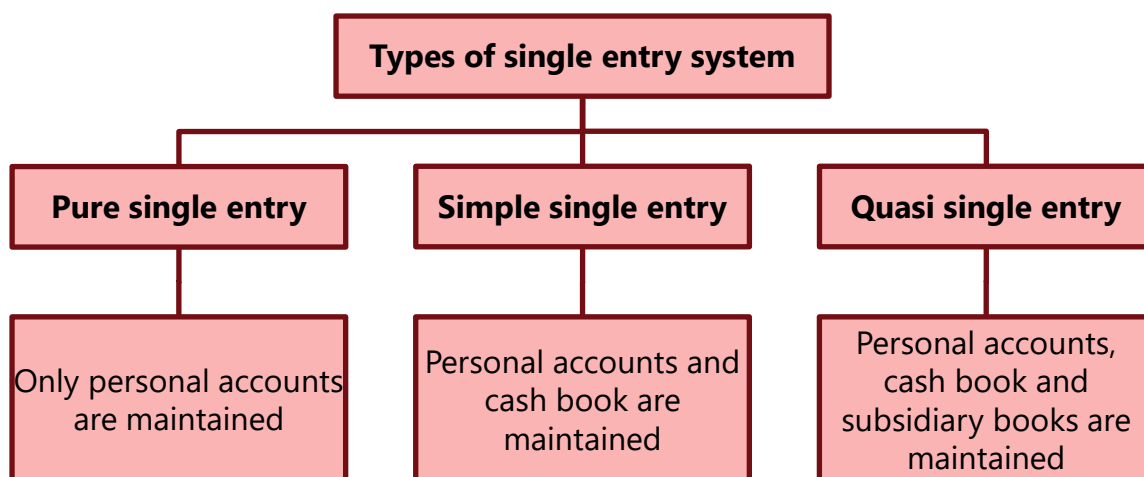 Types of single entry system
Pure single entry
Simple single entry
Quasi single entry
Only personal accounts
are maintained
Personal accounts and
cash book are
maintained
Personal accounts,
cash book and
subsidiary books are
maintained